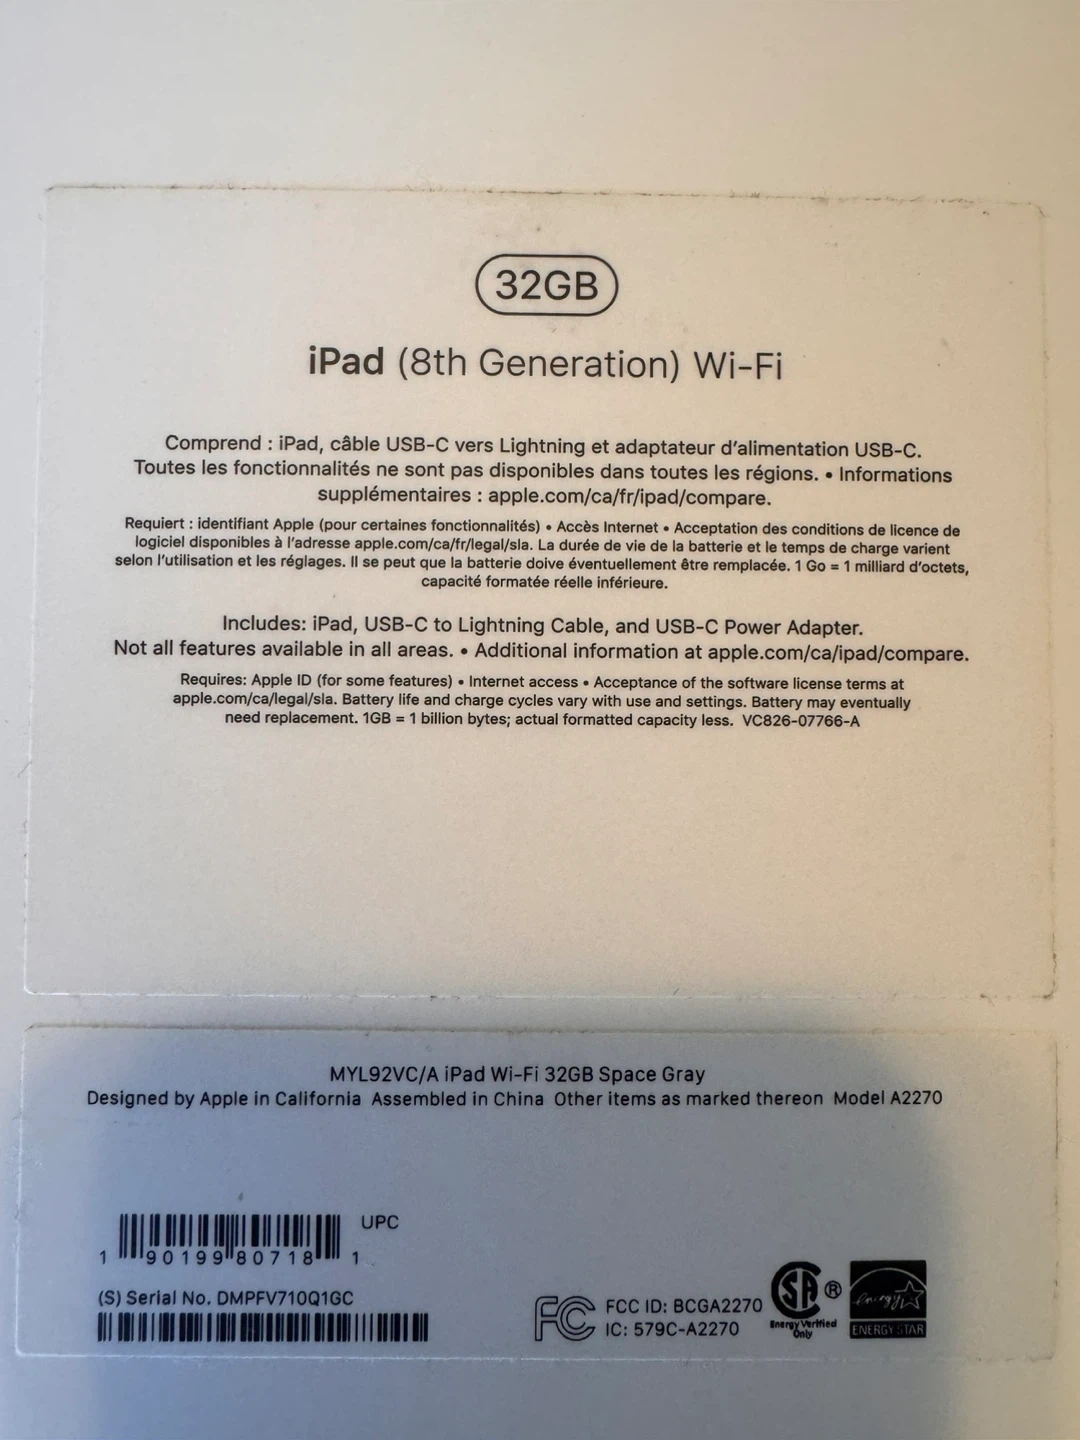 32GB
iPad (8th Generation) Wi-Fi
Comprend : iPad, câble USB-C vers Lightning et adaptateur d’alimentation USB-C.
Toutes les fonctionnalités ne sont pas disponibles dans toutes les régions. • Informations
supplémentaires : apple.com/ca/fr/ipad/compare.
Requiert : identifiant Apple (pour certaines fonctionnalités) • Accès Internet • Acceptation des conditions de licence de
logiciel disponibles à l’adresse apple.com/ca/fr/legal/sla. La durée de vie de la batterie et le temps de charge varient
selon l’utilisation et les réglages. Il se peut que la batterie doive éventuellement être remplacée. 1 Go = 1 milliard d’octets,
capacité formatée réelle inférieure.
Includes: iPad, USB-C to Lightning Cable, and USB-C Power Adapter.
Not all features available in all areas. • Additional information at apple.com/ca/ipad/compare.
Requires: Apple ID (for some features) • Internet access • Acceptance of the software license terms at
apple.com/ca/legal/sla. Battery life and charge cycles vary with use and settings. Battery may eventually
need replacement. 1GB = 1 billion bytes; actual formatted capacity less. VC826-07766-A
MYL92VC/A iPad Wi-Fi 32GB Space Gray
Designed by Apple in California Assembled in China Other items as marked thereon Model A2270
UPC
1 90199 80718 1
(S) Serial No. DMPFV710Q1GC
FC FCC ID: BCGA2270
IC: 579C-A2270
SA ®
Energy Verified
Only
energy
ENERGY STAR